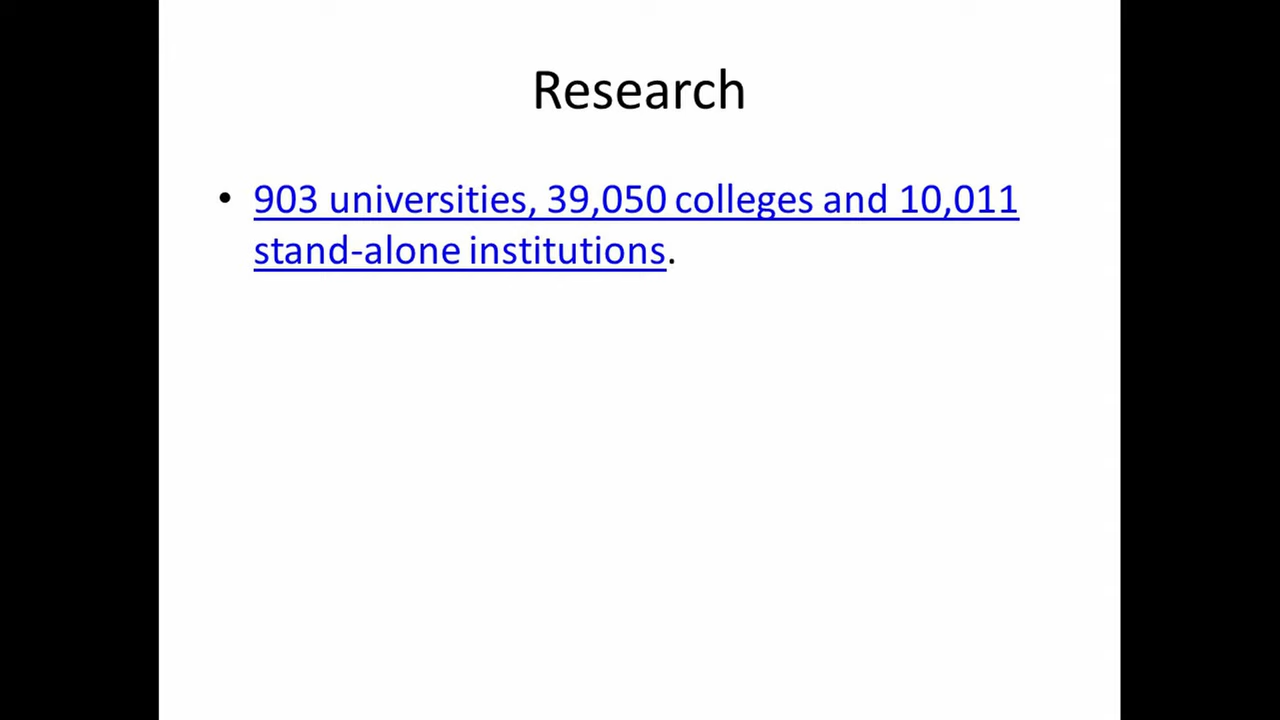 Research
• 903 universities, 39,050 colleges and 10,011
stand-alone institutions.